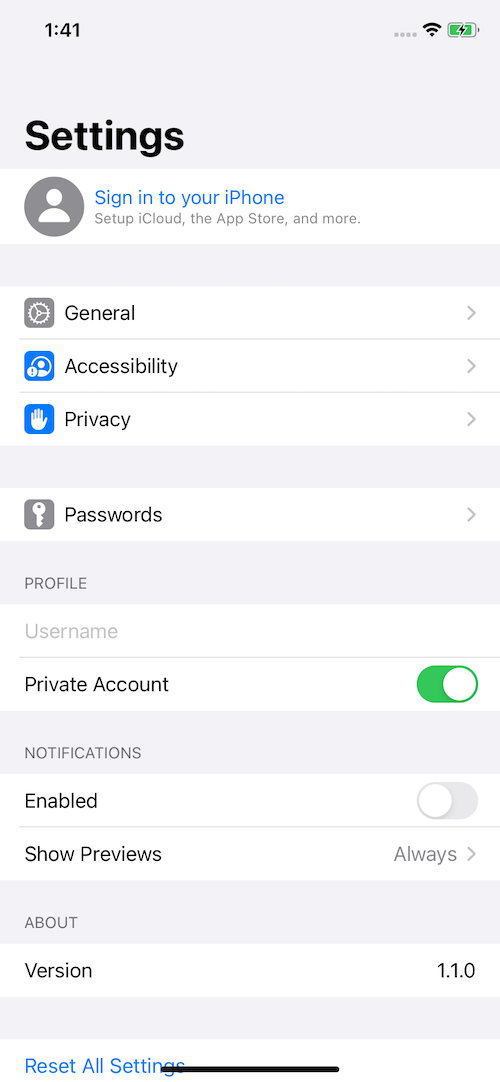 1:41
Settings
Sign in to your iPhone
Setup iCloud, the App Store, and more.
General
Accessibility
Privacy
Passwords
PROFILE
Username
Private Account
NOTIFICATIONS
Enabled
Show Previews Always
ABOUT
Version 1.1.0
Reset All Settings